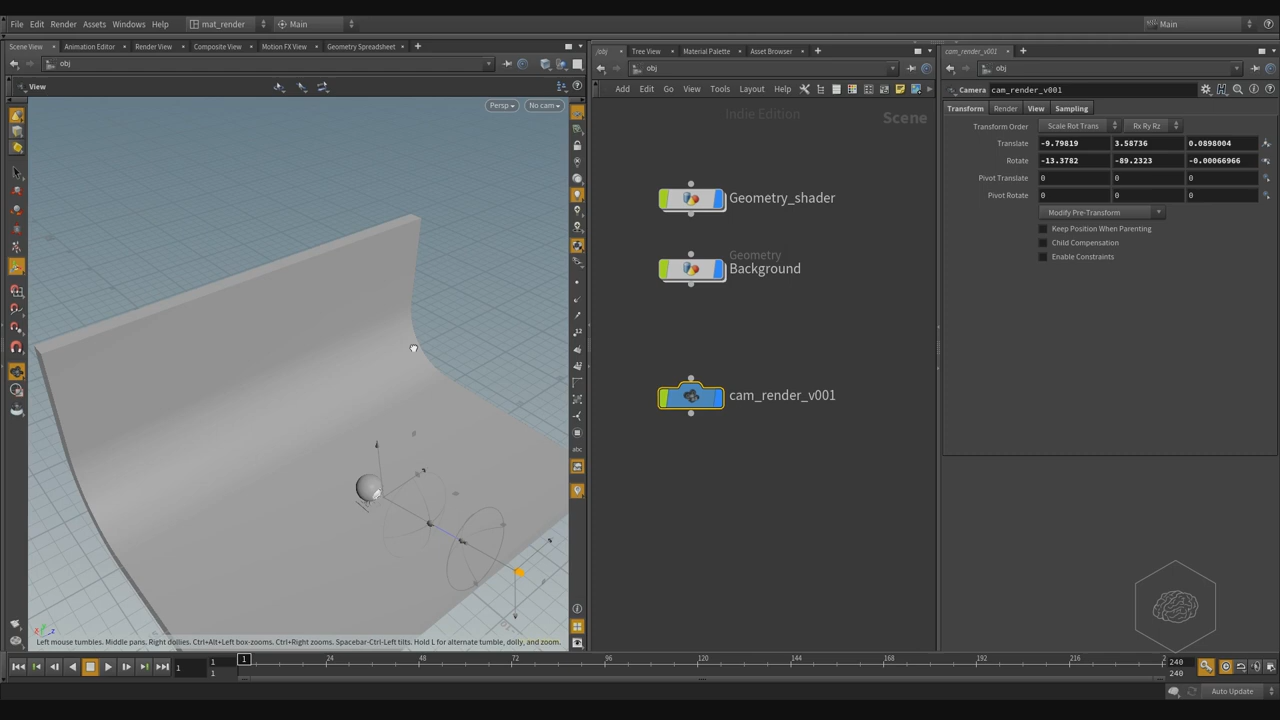 File Edit Render Assets Windows Help mat_render Main Main
Scene View Animation Editor Render View Composite View Motion FX View Geometry Spreadsheet
/obj Tree View Material Palette Asset Browser
cam_render_v001
obj
obj
obj
View
Add Edit Go View Tools Layout Help
Camera cam_render_v001
Persp No cam
Indie Edition Scene
Transform Render View Sampling
Transform Order Scale Rot Trans Rx Ry Rz
Translate -9.79819 3.58736 0.0898004
Rotate -13.3782 -89.2323 -0.00066966
Pivot Translate 0 0 0
Pivot Rotate 0 0 0
Modify Pre-Transform
Keep Position When Parenting
Child Compensation
Enable Constraints
Geometry_shader
Geometry
Background
cam_render_v001
12
abc
Left mouse tumbles. Middle pans. Right dollies. Ctrl+Alt+Left box-zooms. Ctrl+Right zooms. Spacebar-Ctrl-Left tilts. Hold L for alternate tumble, dolly, and zoom.
1 1 1 1 24 48 72 96 120 144 168 192 216 2 240
240
Auto Update